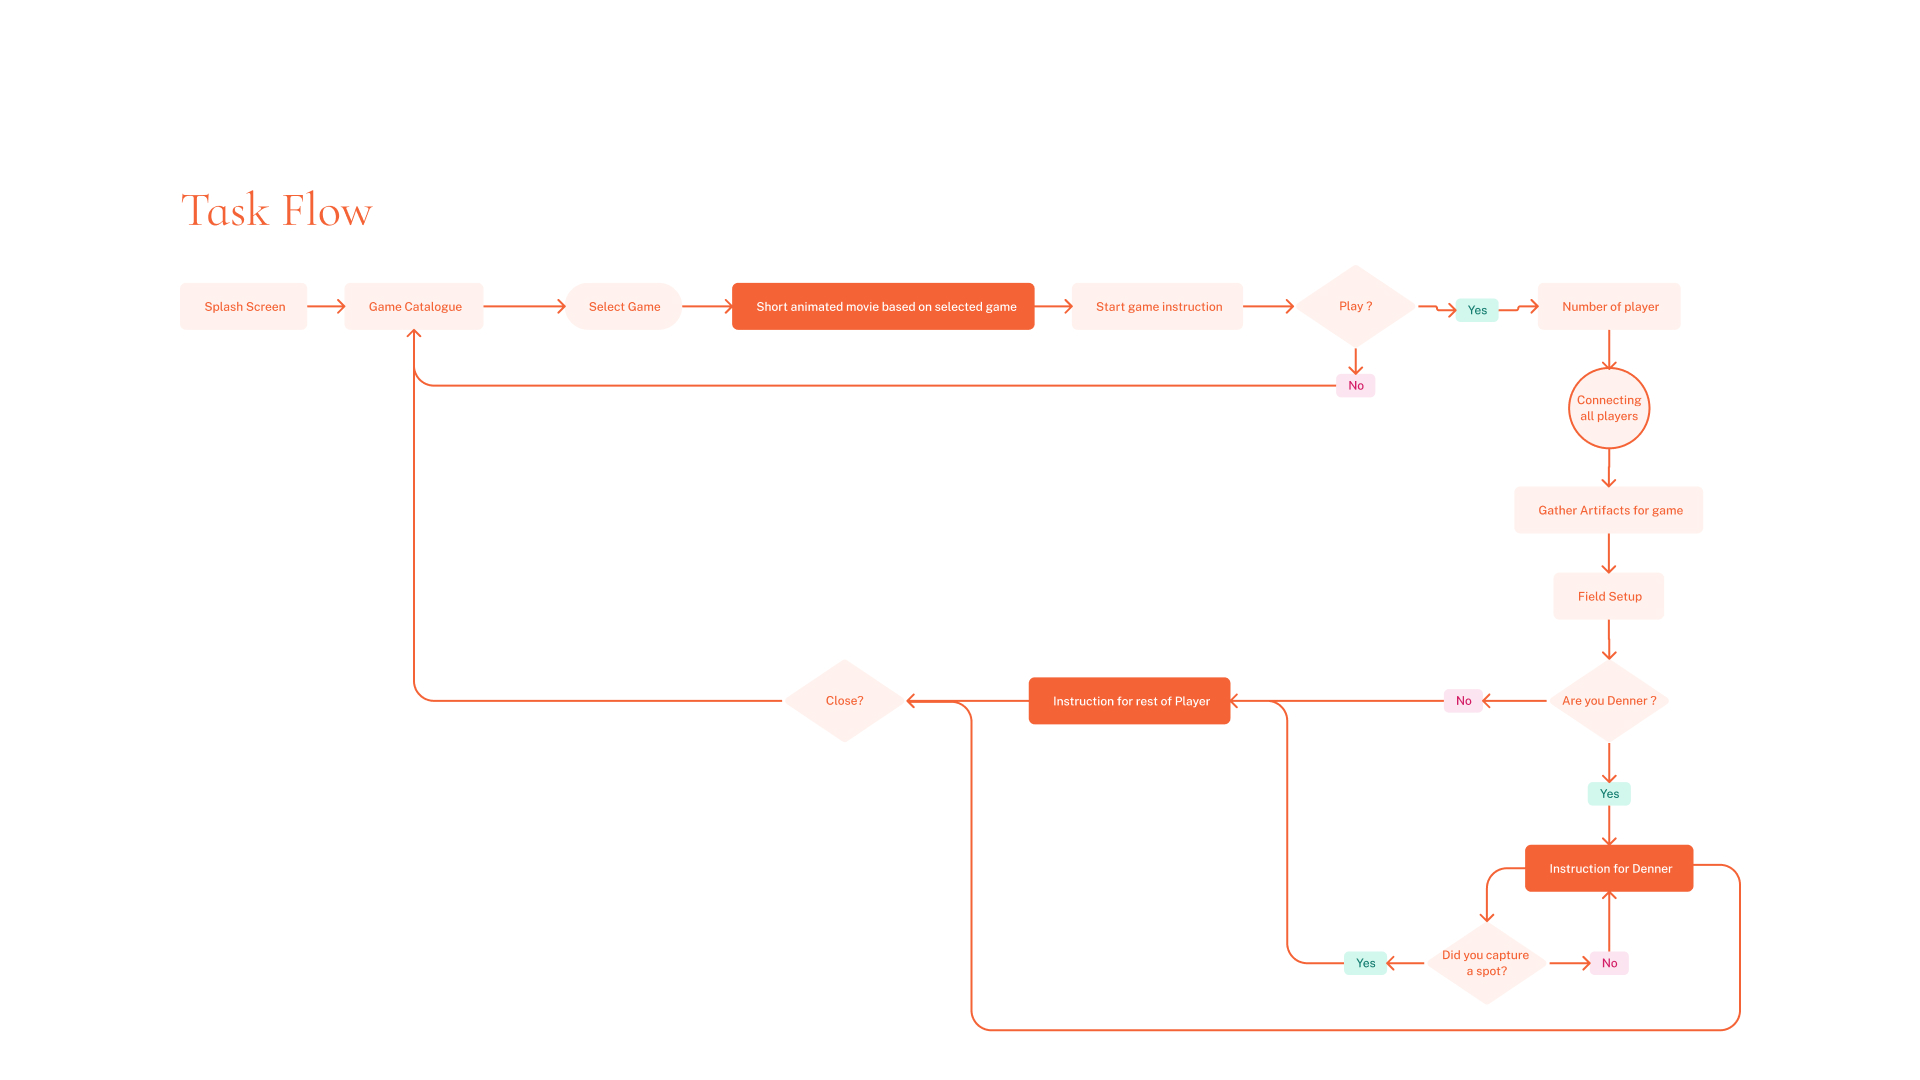 Task Flow
Splash Screen
Game Catalogue
Select Game
Short animated movie based on selected game
Start game instruction
Play ?
Yes
Number of player
No
Connecting
all players
Gather Artifacts for game
Field Setup
Close?
Instruction for rest of Player
No
Are you Denner ?
Yes
Instruction for Denner
Yes
Did you capture
a spot?
No